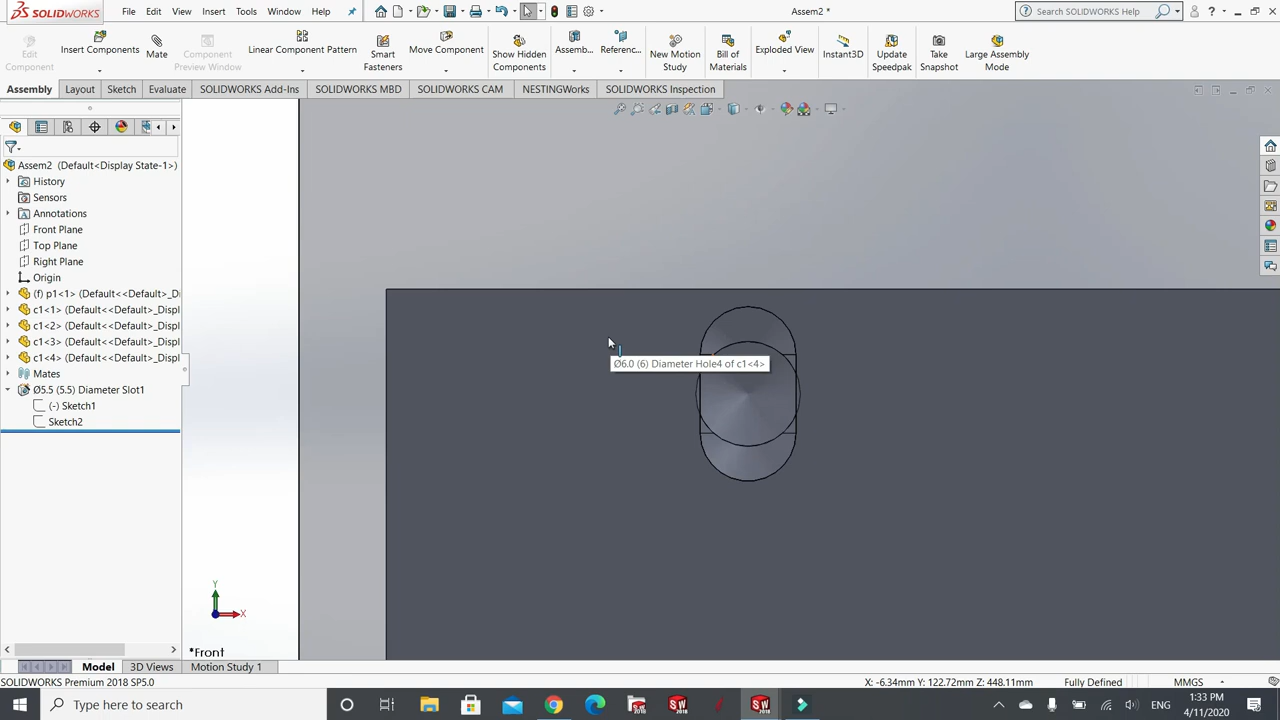 SOLIDWORKS File Edit View Insert Tools Window Help Assem2 * Search SOLIDWORKS Help
Edit Component Insert Components Mate Component Preview Window Linear Component Pattern Smart Fasteners Move Component Show Hidden Components Assemb... Referenc... New Motion Study Bill of Materials Exploded View Instant3D Update Speedpak Take Snapshot Large Assembly Mode
Assembly Layout Sketch Evaluate SOLIDWORKS Add-Ins SOLIDWORKS MBD SOLIDWORKS CAM NESTINGWorks SOLIDWORKS Inspection
Assem2 (Default<Display State-1>)
History
Sensors
Annotations
Front Plane
Top Plane
Right Plane
Origin
(f) p1<1> (Default<<Default>_Di
c1<1> (Default<<Default>_Displ
c1<2> (Default<<Default>_Displ
c1<3> (Default<<Default>_Displ
c1<4> (Default<<Default>_Displ
Mates
Ø5.5 (5.5) Diameter Slot1
(-) Sketch1
Sketch2
Ø6.0 (6) Diameter Hole4 of c1<4>
Y
X
*Front
Model 3D Views Motion Study 1
SOLIDWORKS Premium 2018 SP5.0 X: -6.34mm Y: 122.72mm Z: 448.11mm Fully Defined MMGS
Type here to search ENG 1:33 PM
4/11/2020